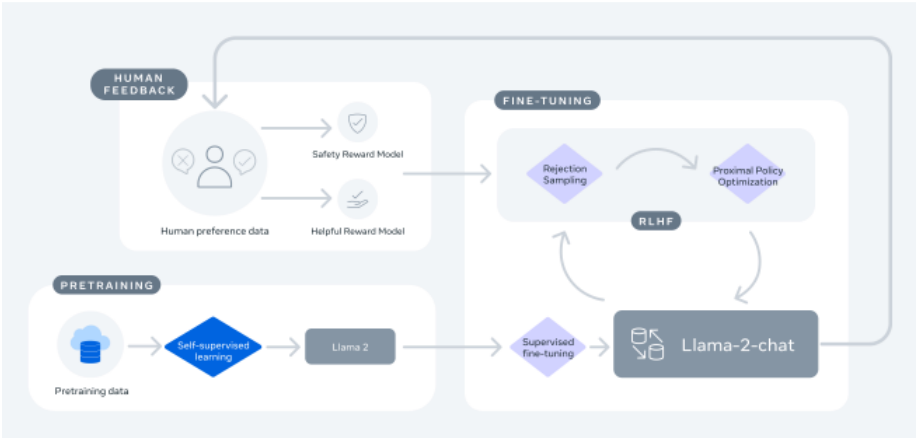 HUMAN
FEEDBACK
Safety Reward Model
Human preference data
Helpful Reward Model
FINE-TUNING
Rejection
Sampling
Proximal Policy
Optimization
RLHF
PRETRAINING
Pretraining data
Self-supervised
learning
Llama 2
Supervised
fine-tuning
Llama-2-chat